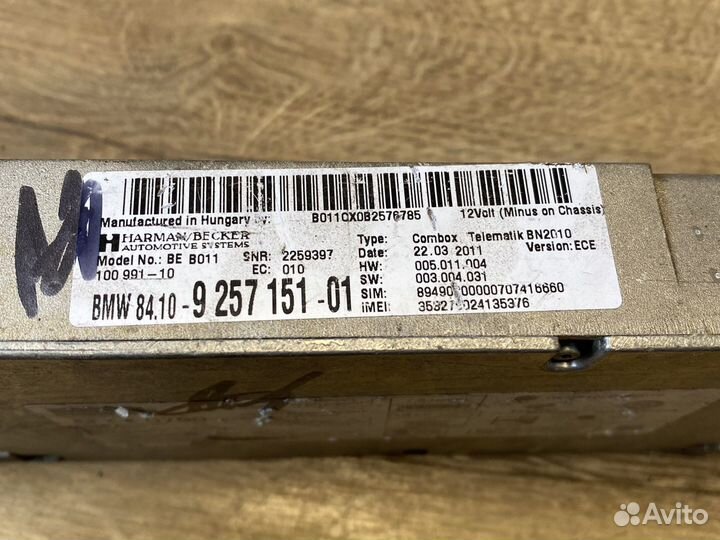 B011QX0B2576785
Manufactured in Hungary by: 12Volt (Minus on Chassis)
HARMAN/BECKER
AUTOMOTIVE SYSTEMS
Type: Combox Telematik BN2010
Model No.: BE B011 SNR: 2259397 Date: 22.03 2011 Version: ECE
100 991-10 EC: 010 HW: 005.011.004
SW: 003.004.031
BMW 84.10 - 9 257 151 -01 SIM:
IMEI:
Avito